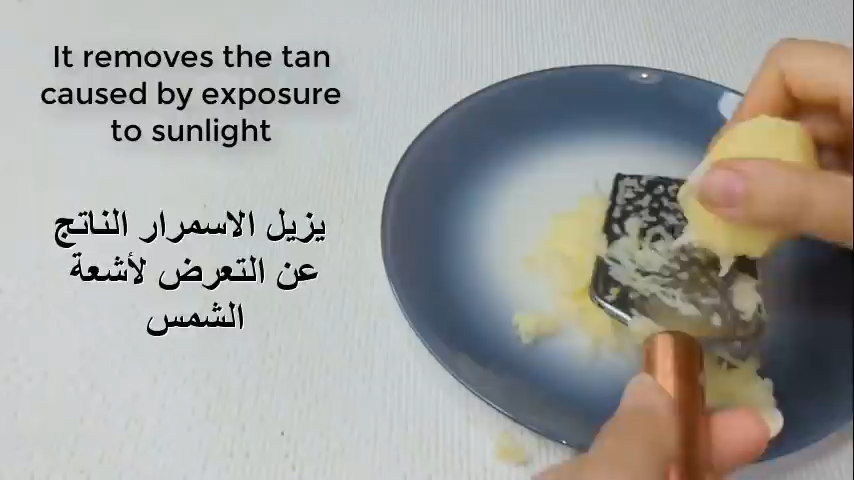 It removes the tan
caused by exposure
to sunlight
يزيل الاسمرار الناتج
عن التعرض لأشعة
الشمس